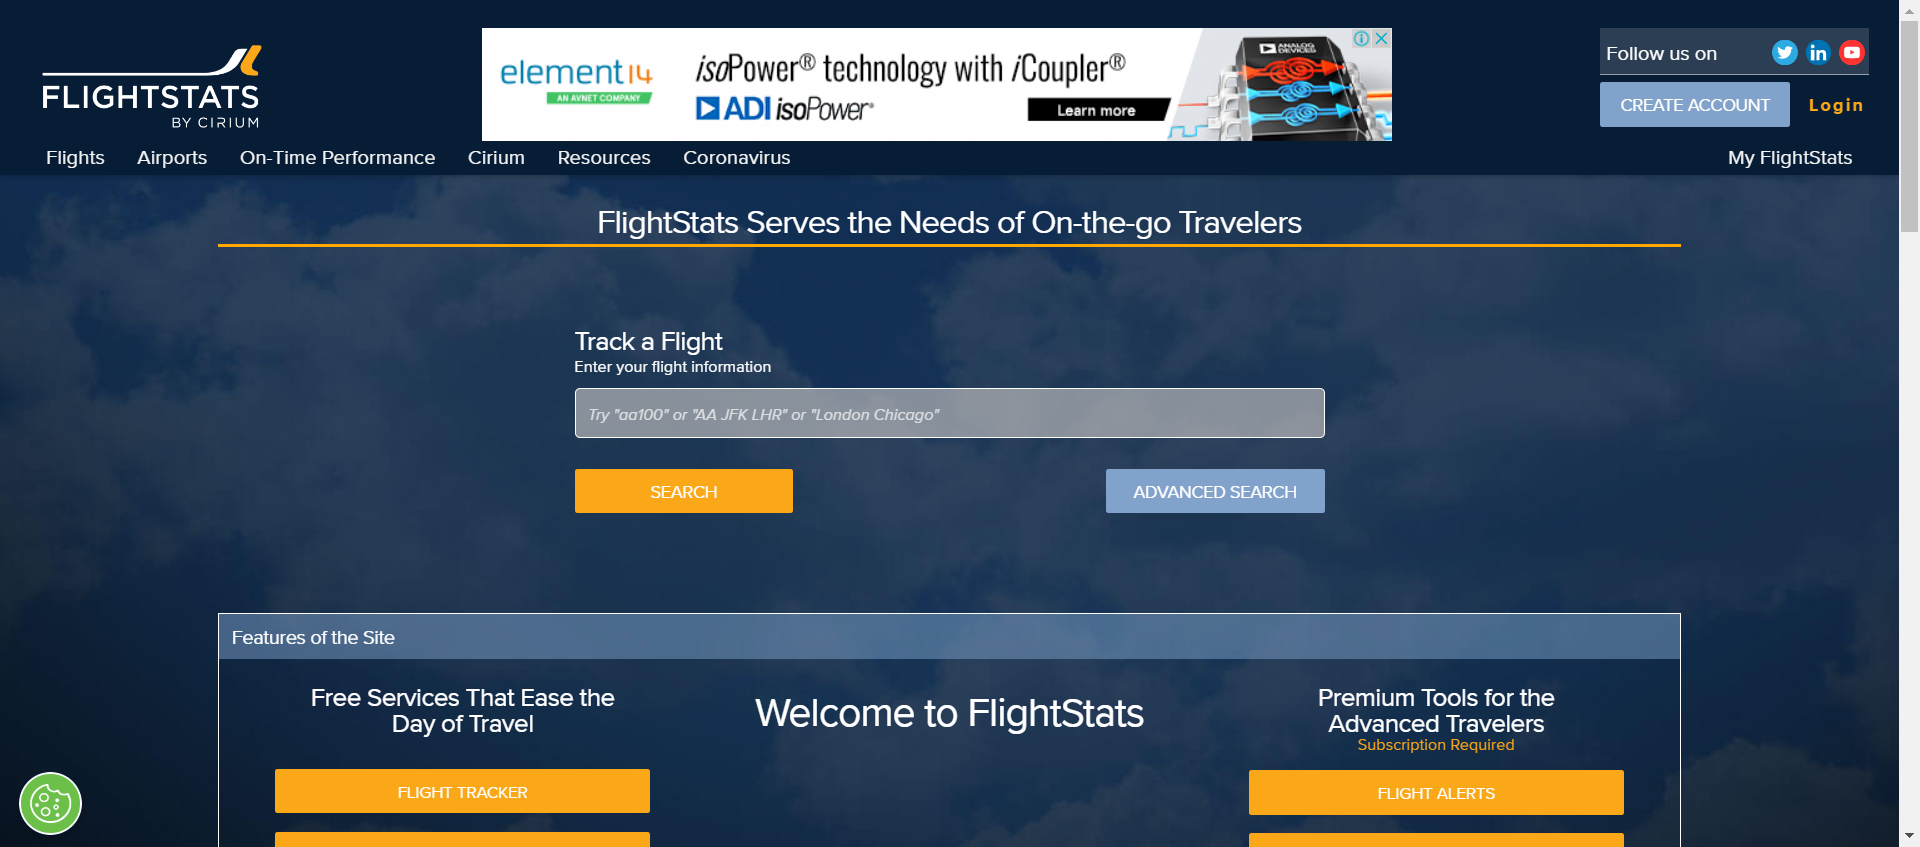 FLIGHTSTATS
BY CIRIUM
element14
AN AVNET COMPANY
isoPower® technology with iCoupler®
ADI isoPower®
Learn more
ANALOG DEVICES
Follow us on
CREATE ACCOUNT
Login
Flights
Airports
On-Time Performance
Cirium
Resources
Coronavirus
My FlightStats
FlightStats Serves the Needs of On-the-go Travelers
Track a Flight
Enter your flight information
Try "aa100" or "AA JFK LHR" or "London Chicago"
SEARCH
ADVANCED SEARCH
Features of the Site
Free Services That Ease the
Day of Travel
FLIGHT TRACKER
Welcome to FlightStats
Premium Tools for the
Advanced Travelers
Subscription Required
FLIGHT ALERTS